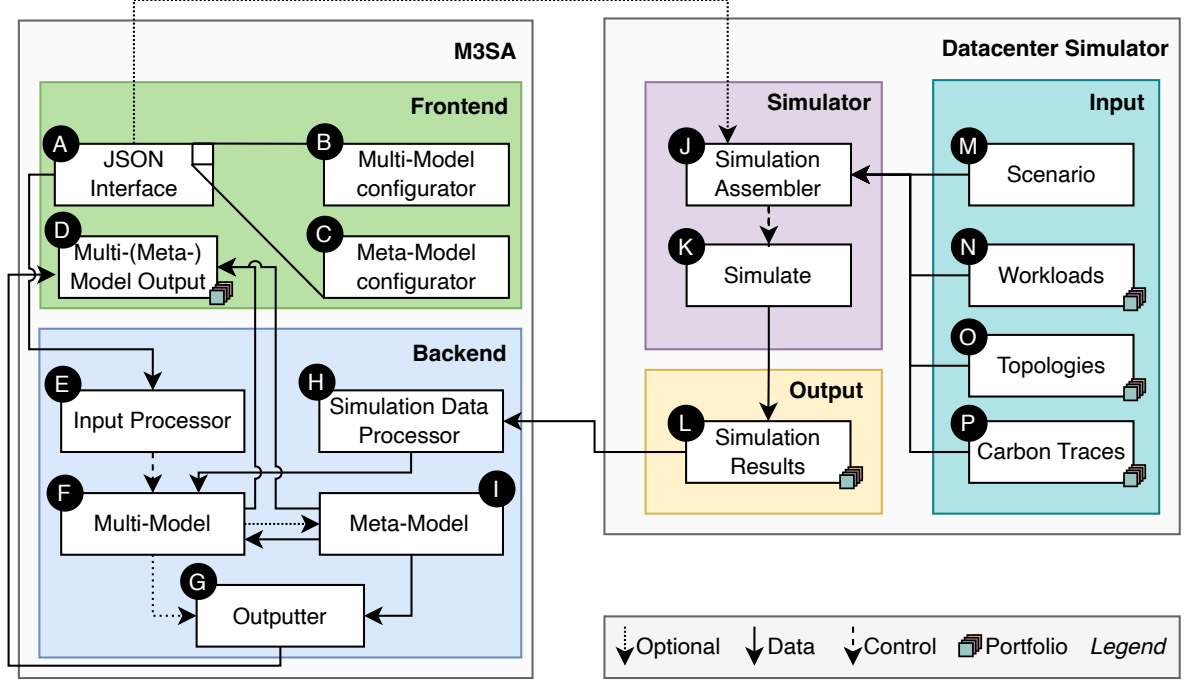 M3SA
Frontend
A
JSON
Interface
B
Multi-Model
configurator
D
Multi-(Meta-)
Model Output
C
Meta-Model
configurator
Backend
E
Input Processor
H
Simulation Data
Processor
F
Multi-Model
I
Meta-Model
G
Outputter
Datacenter Simulator
Simulator
J
Simulation
Assembler
K
Simulate
Output
L
Simulation
Results
Input
M
Scenario
N
Workloads
O
Topologies
P
Carbon Traces
Optional
Data
Control
Portfolio
Legend